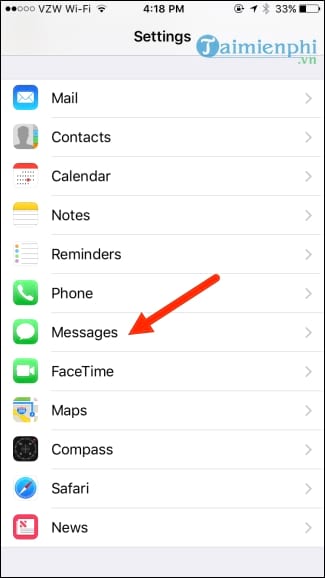 ●●○○○ VZW Wi-Fi 4:18 PM 33%
Settings
Taimienphi
.vn
Mail
Contacts
Calendar
Notes
Reminders
Phone
Messages
FaceTime
Maps
Compass
Safari
News